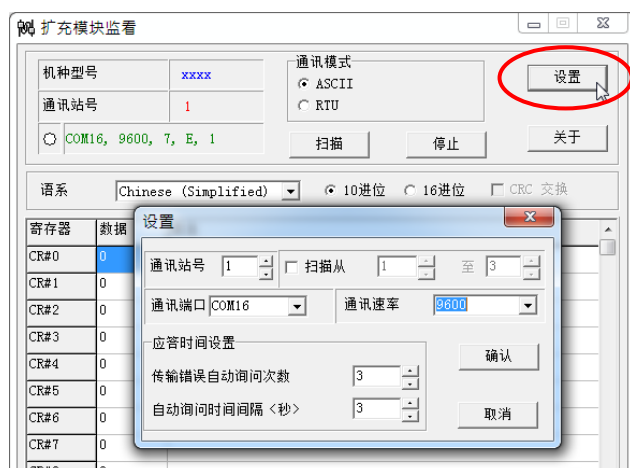 扩充模块监看
机种型号 xxxx
通讯站号 1
COM16, 9600, 7, E, 1
通讯模式
ASCII
RTU
设置
扫描 停止 关于
语系 Chinese (Simplified) 10进位 16进位 CRC 交换
寄存器 数据
CR#0 0
CR#1 0
CR#2 0
CR#3 0
CR#4 0
CR#5 0
CR#6 0
CR#7 0
设置
通讯站号 1 扫描从 1 至 3
通讯端口 COM16 通讯速率 9600
应答时间设置
传输错误自动询问次数 3
自动询问时间间隔<秒> 3
确认
取消